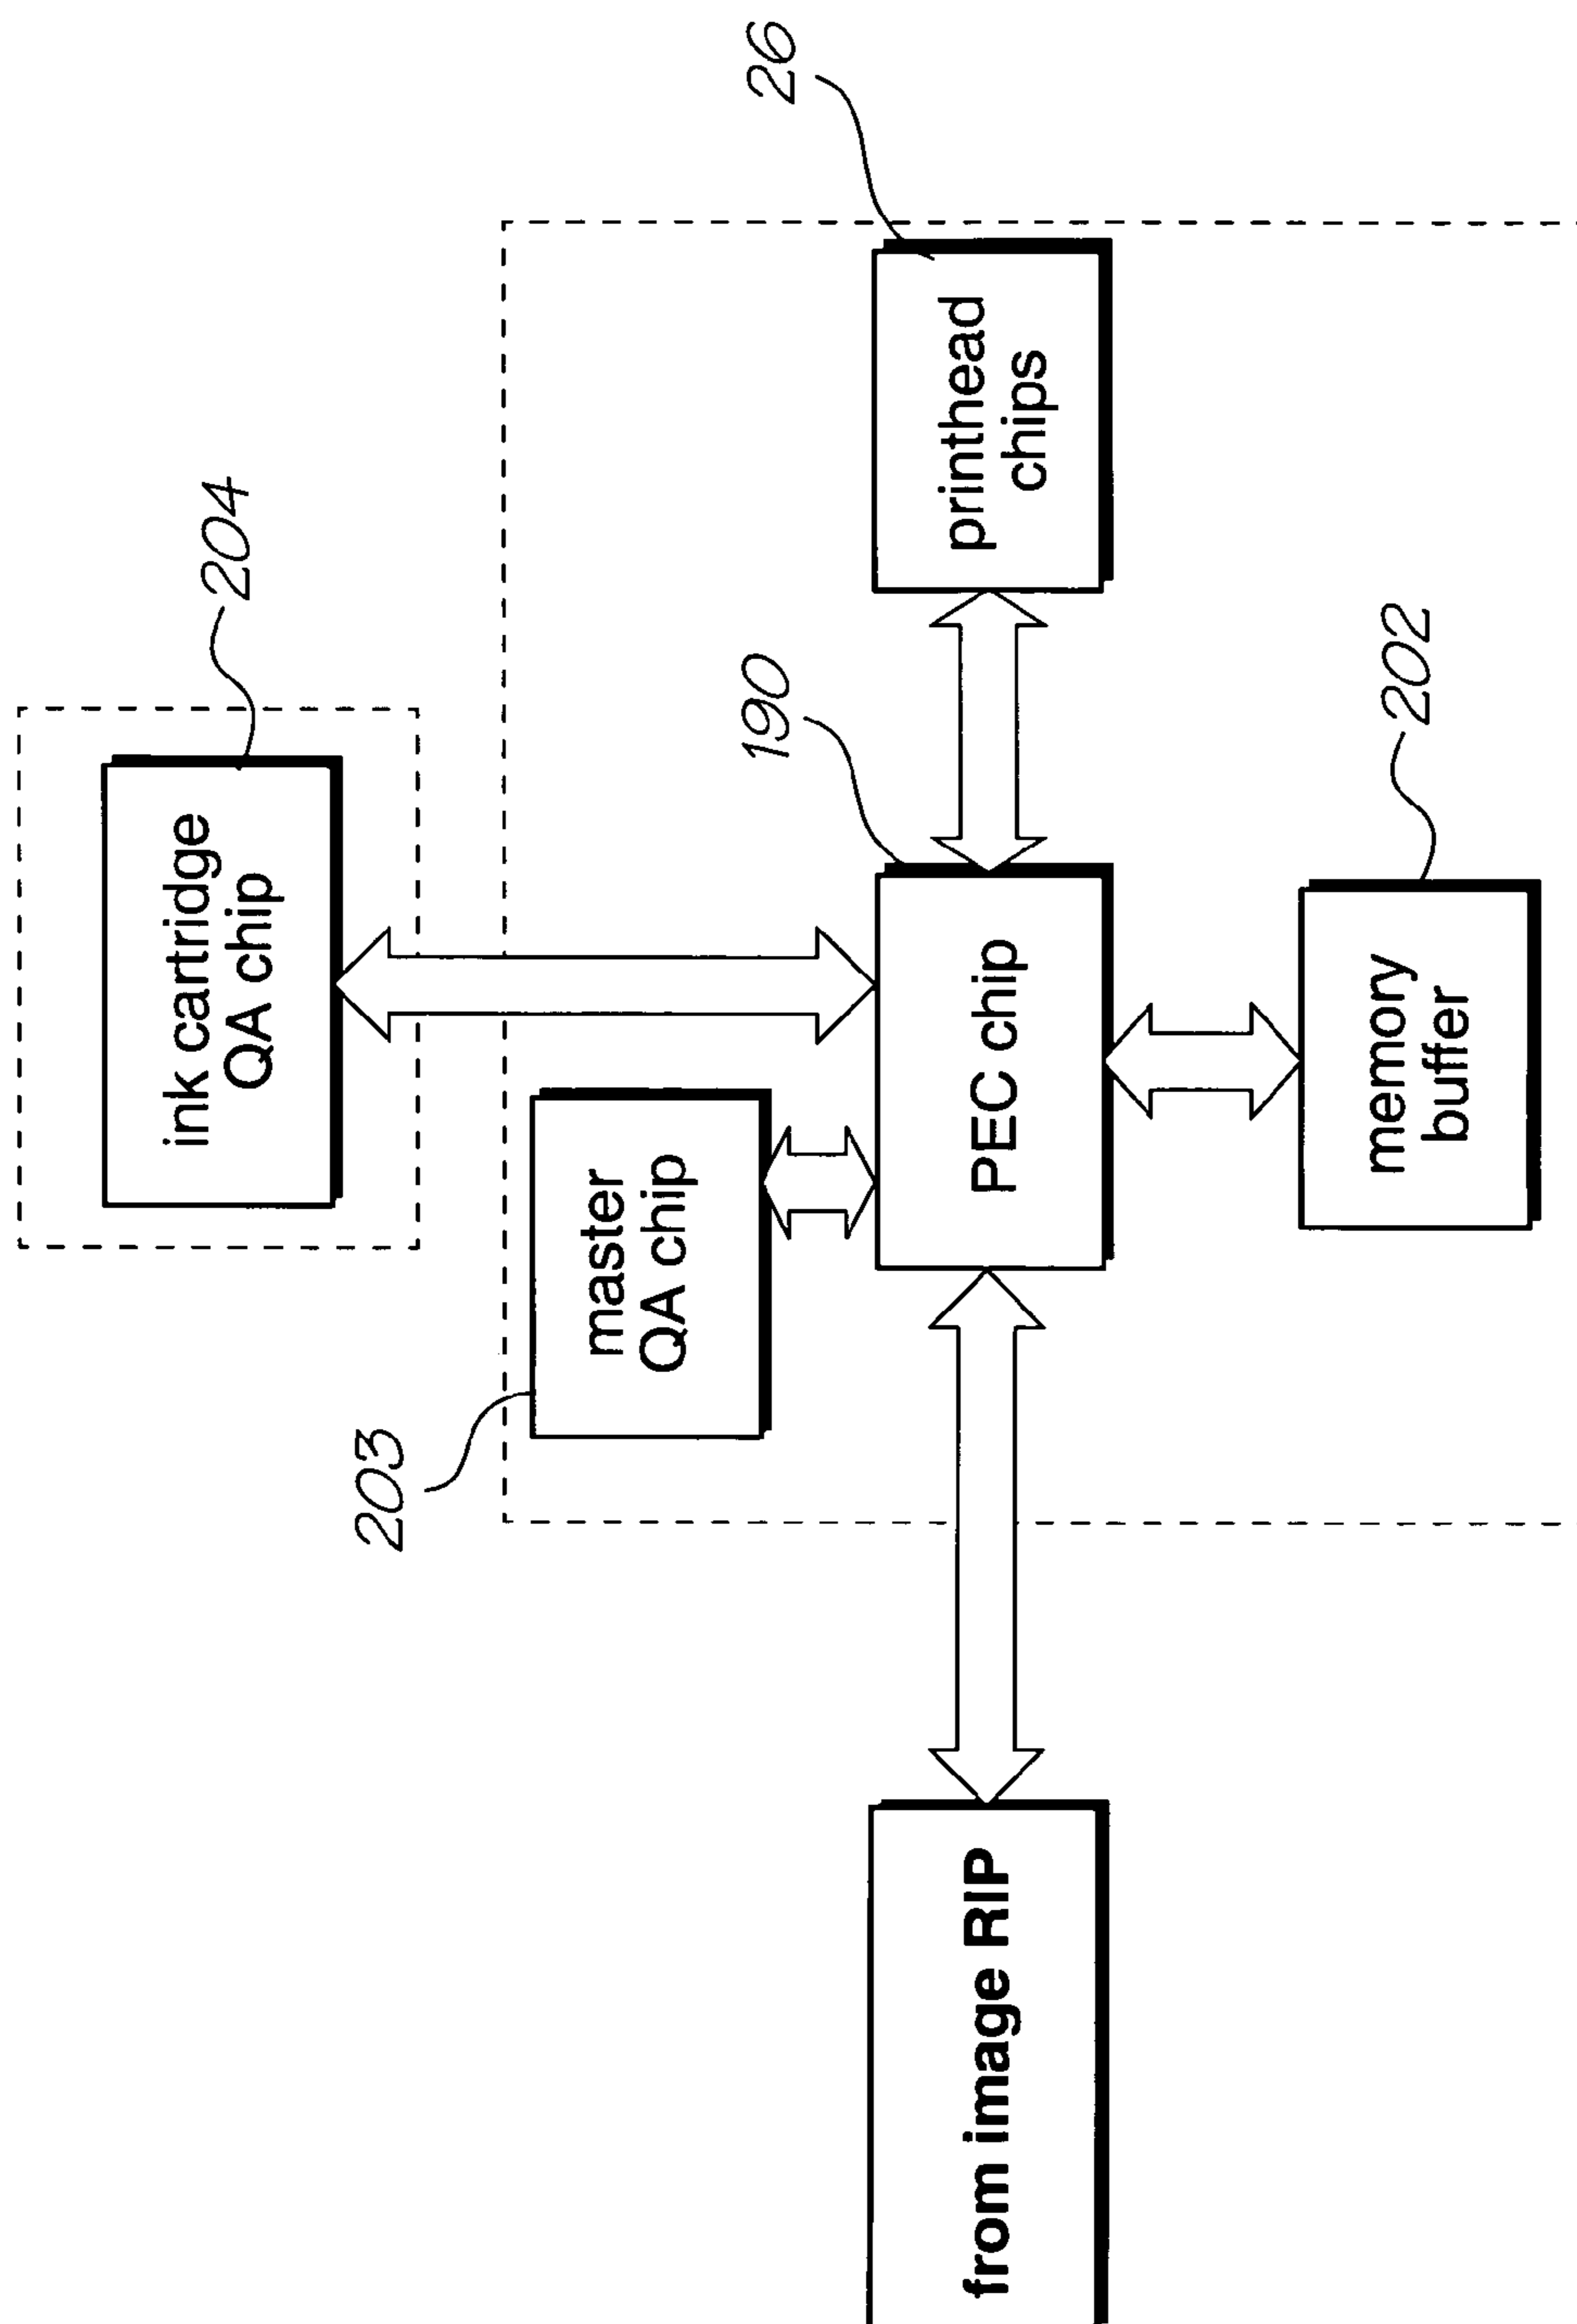 204
ink cartridge
QA chip
203
master
QA chip
190
26
from image RIP
PEC chip
printhead
chips
202
memory
buffer